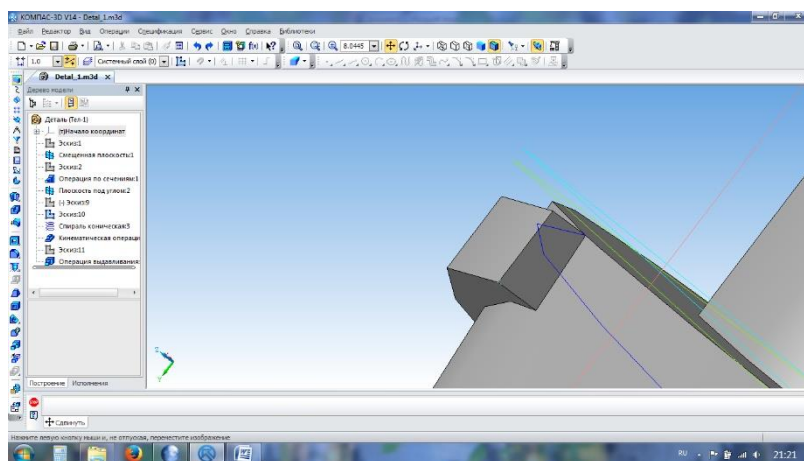 КОМПАС-3D V14 - Detal_1.m3d
Файл Редактор Вид Операции Спецификация Сервис Окно Справка Библиотеки
8.0445
1.0 Системный слой (0)
Detal_1.m3d
Дерево модели
Деталь (Тел-1)
(т)Начало координат
Эскиз:1
Смещенная плоскость:1
Эскиз:2
Операция по сечениям:1
Плоскость под углом:2
(-) Эскиз:9
Эскиз:10
Спираль коническая:3
Кинематическая операци
Эскиз:11
Операция выдавливания:
Построение Исполнения
Сдвинуть
Нажмите левую кнопку мыши и, не отпуская, переместите изображение
RU 21:21